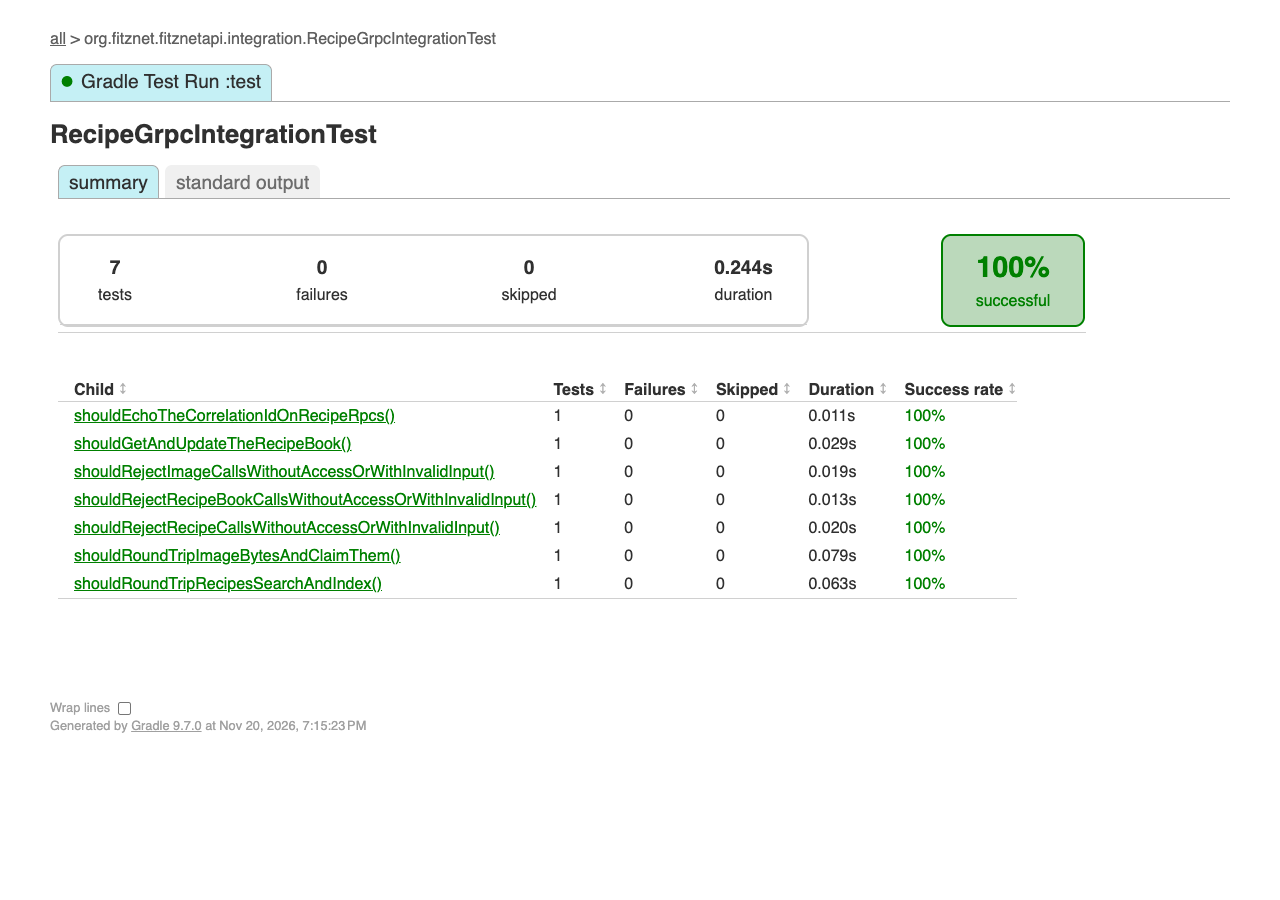 all > org.fitznet.fitznetapi.integration.RecipeGrpcIntegrationTest
Gradle Test Run :test
RecipeGrpcIntegrationTest
summary standard output
7 0 0 0.244s 100%
tests failures skipped duration successful
Child Tests Failures Skipped Duration Success rate
shouldEchoTheCorrelationIdOnRecipeRpcs() 1 0 0 0.011s 100%
shouldGetAndUpdateTheRecipeBook() 1 0 0 0.029s 100%
shouldRejectImageCallsWithoutAccessOrWithInvalidInput() 1 0 0 0.019s 100%
shouldRejectRecipeBookCallsWithoutAccessOrWithInvalidInput() 1 0 0 0.013s 100%
shouldRejectRecipeCallsWithoutAccessOrWithInvalidInput() 1 0 0 0.020s 100%
shouldRoundTripImageBytesAndClaimThem() 1 0 0 0.079s 100%
shouldRoundTripRecipesSearchAndIndex() 1 0 0 0.063s 100%
Wrap lines
Generated by Gradle 9.7.0 at Nov 20, 2026, 7:15:23 PM